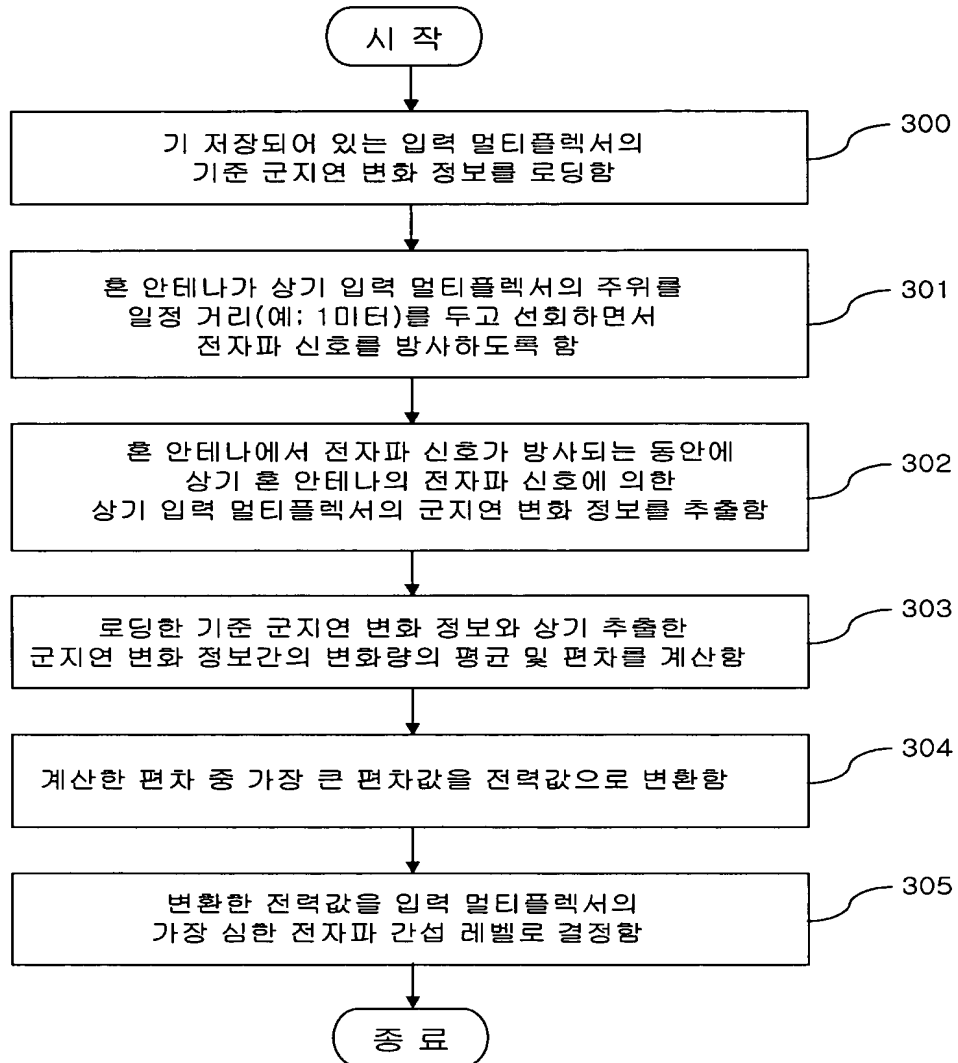 시 작
기 저장되어 있는 입력 멀티플렉서의
기준 군지연 변화 정보를 로딩함
300
혼 안테나가 상기 입력 멀티플렉서의 주위를
일정 거리(예; 1미터)를 두고 선회하면서
전자파 신호를 방사하도록 함
301
혼 안테나에서 전자파 신호가 방사되는 동안에
상기 혼 안테나의 전자파 신호에 의한
상기 입력 멀티플렉서의 군지연 변화 정보를 추출함
302
로딩한 기준 군지연 변화 정보와 상기 추출한
군지연 변화 정보간의 변화량의 평균 및 편차를 계산함
303
계산한 편차 중 가장 큰 편차값을 전력값으로 변환함
304
변환한 전력값을 입력 멀티플렉서의
가장 심한 전자파 간섭 레벨로 결정함
305
종 료